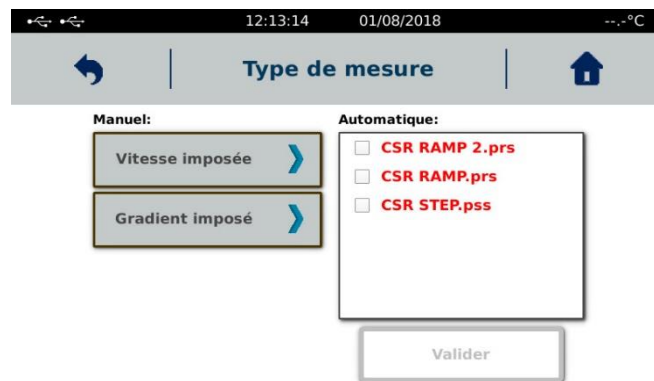 12:13:14 01/08/2018 --.-°C
Type de mesure
Manuel:
Vitesse imposée
Gradient imposé
Automatique:
CSR RAMP 2.prs
CSR RAMP.prs
CSR STEP.pss
Valider